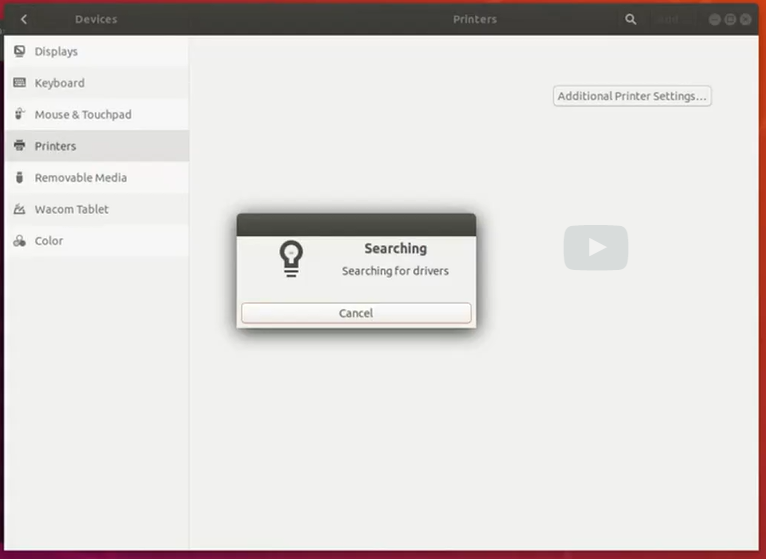 Devices
Printers
Displays
Keyboard
Mouse & Touchpad
Printers
Removable Media
Wacom Tablet
Color
Additional Printer Settings…
Searching
Searching for drivers
Cancel